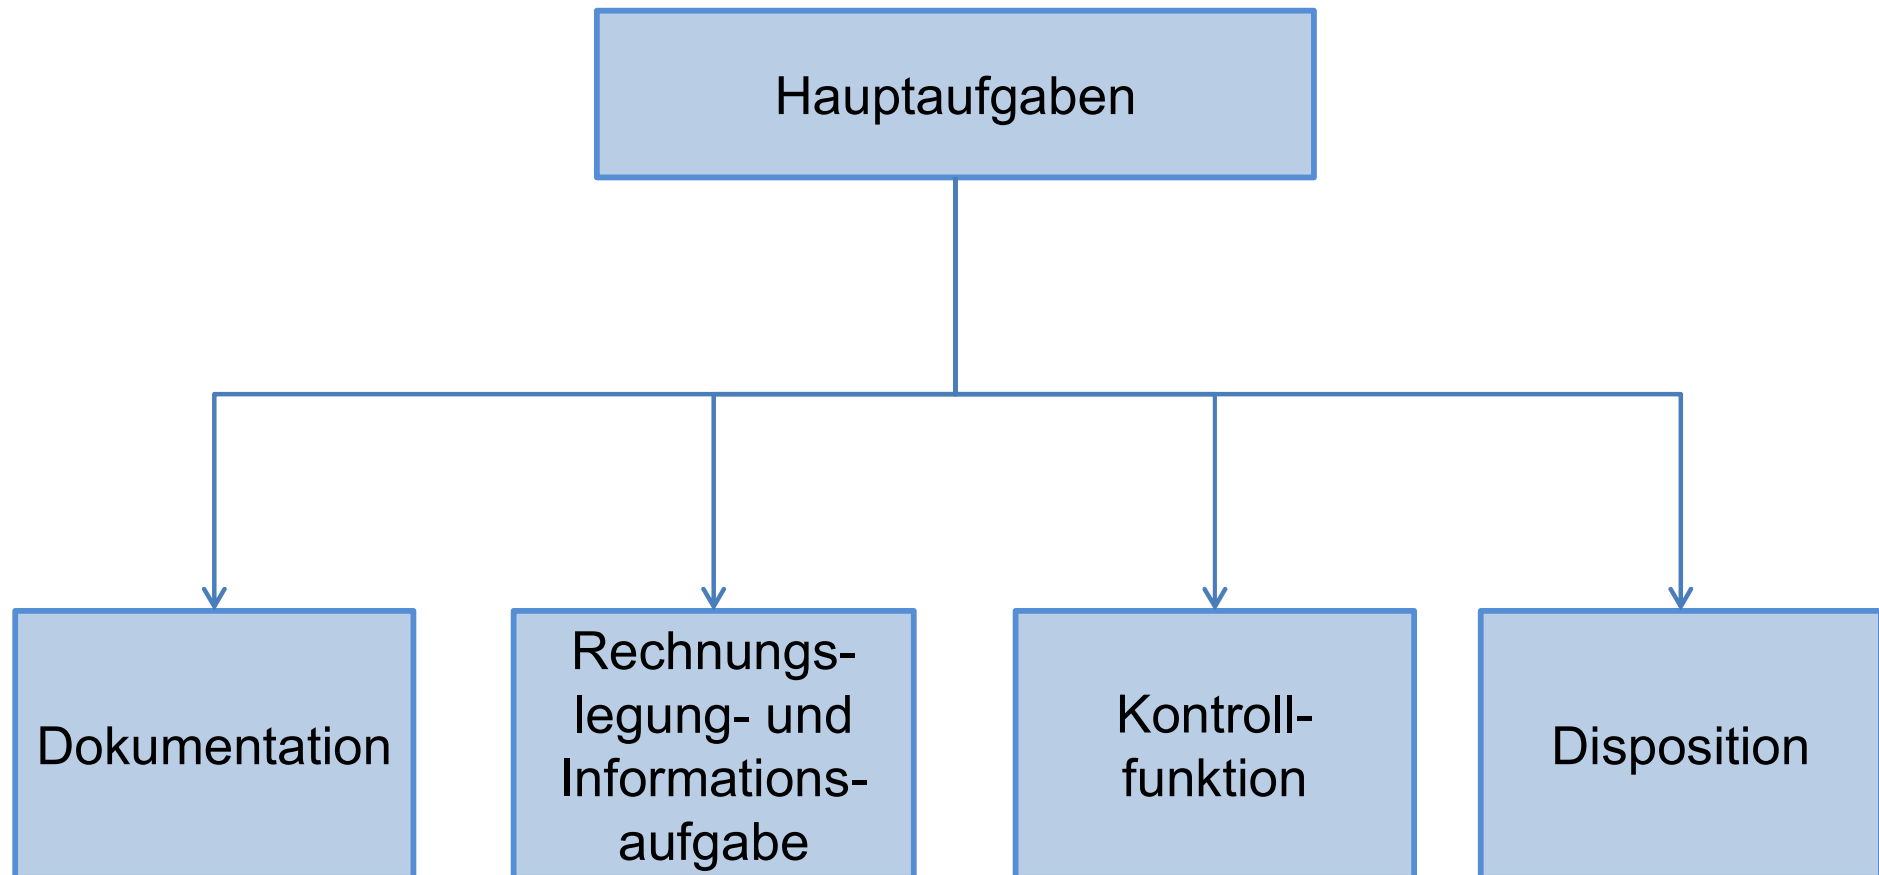 Hauptaufgaben
Dokumentation
Rechnungs-
legung- und
Informations-
aufgabe
Kontroll-
funktion
Disposition